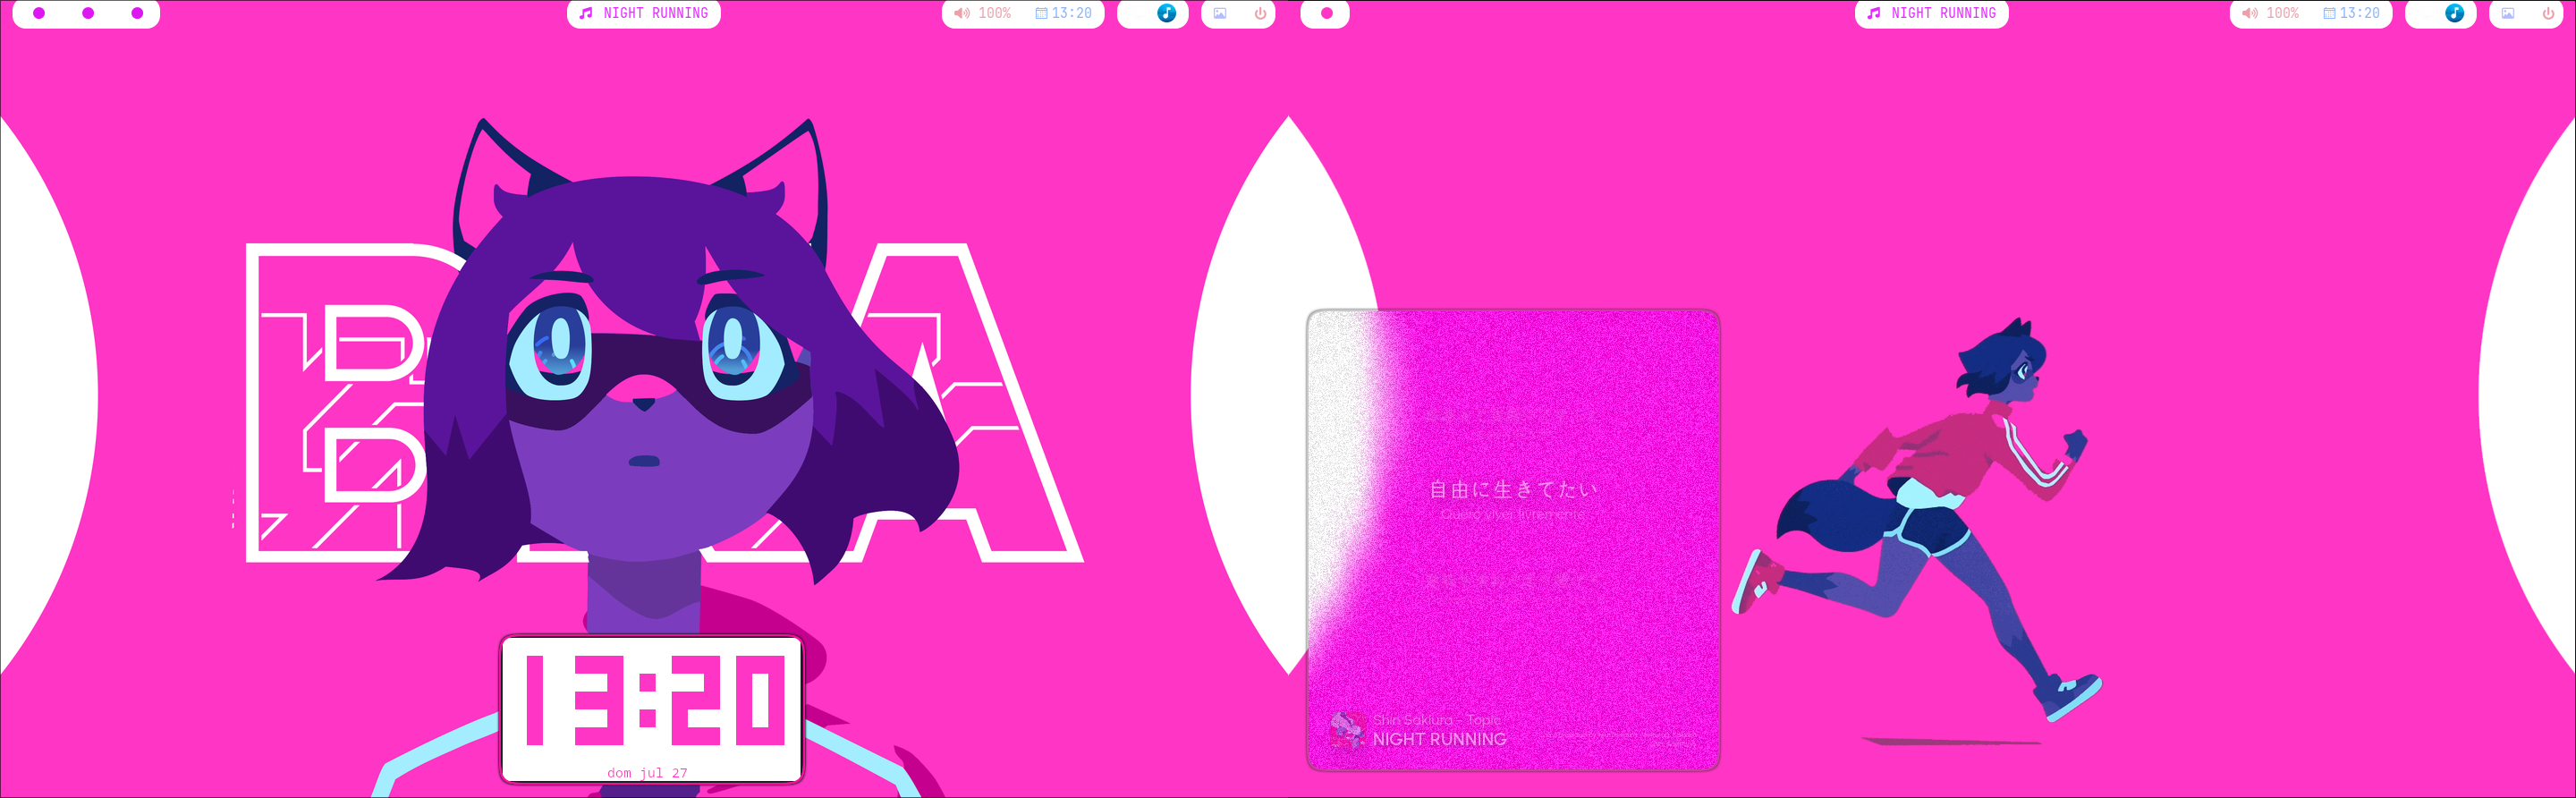 NIGHT RUNNING
100%
13:20
NIGHT RUNNING
100%
13:20
13:20
dom jul 27
自由に生きてたい
Quero viver livremente
Shin Sakiura - Topic
NIGHT RUNNING